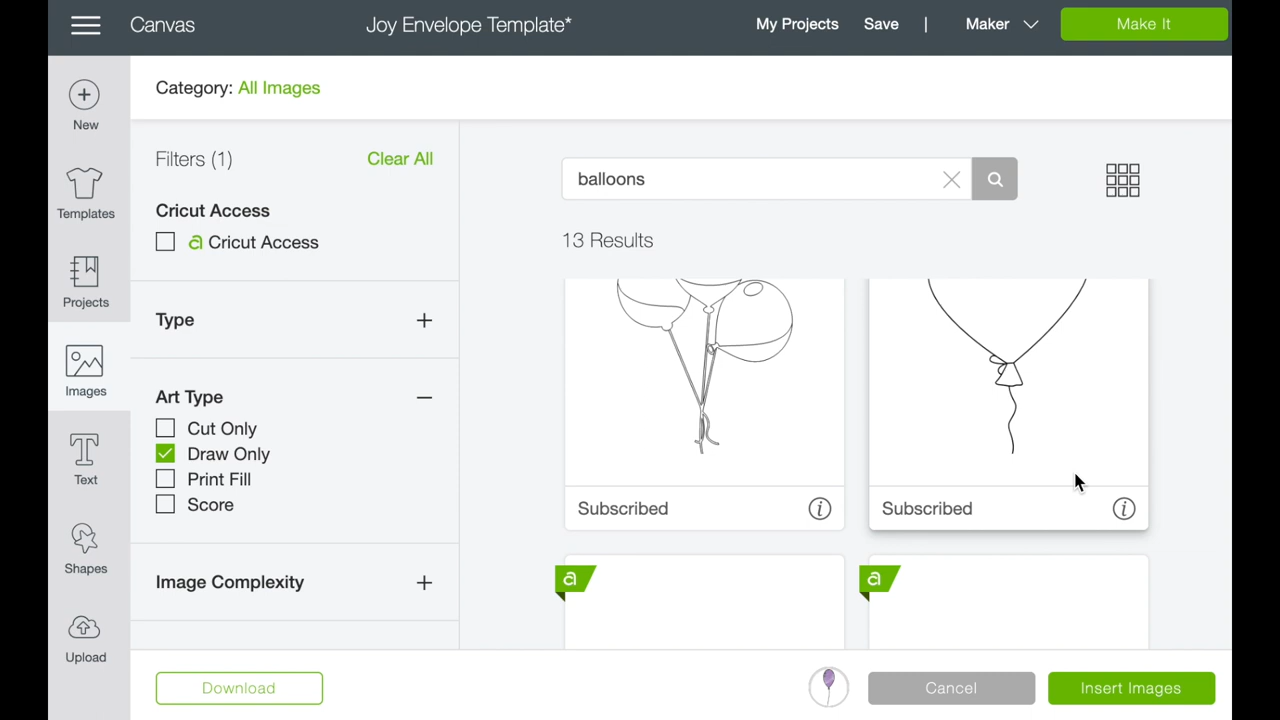 Canvas
Joy Envelope Template*
My Projects
Save
|
Maker
Make It
New
Templates
Projects
Images
Text
Shapes
Upload
Category: All Images
Filters (1)
Clear All
Cricut Access
a Cricut Access
Type
Art Type
Cut Only
Draw Only
Print Fill
Score
Image Complexity
balloons
13 Results
Subscribed
Subscribed
a
a
Download
Cancel
Insert Images